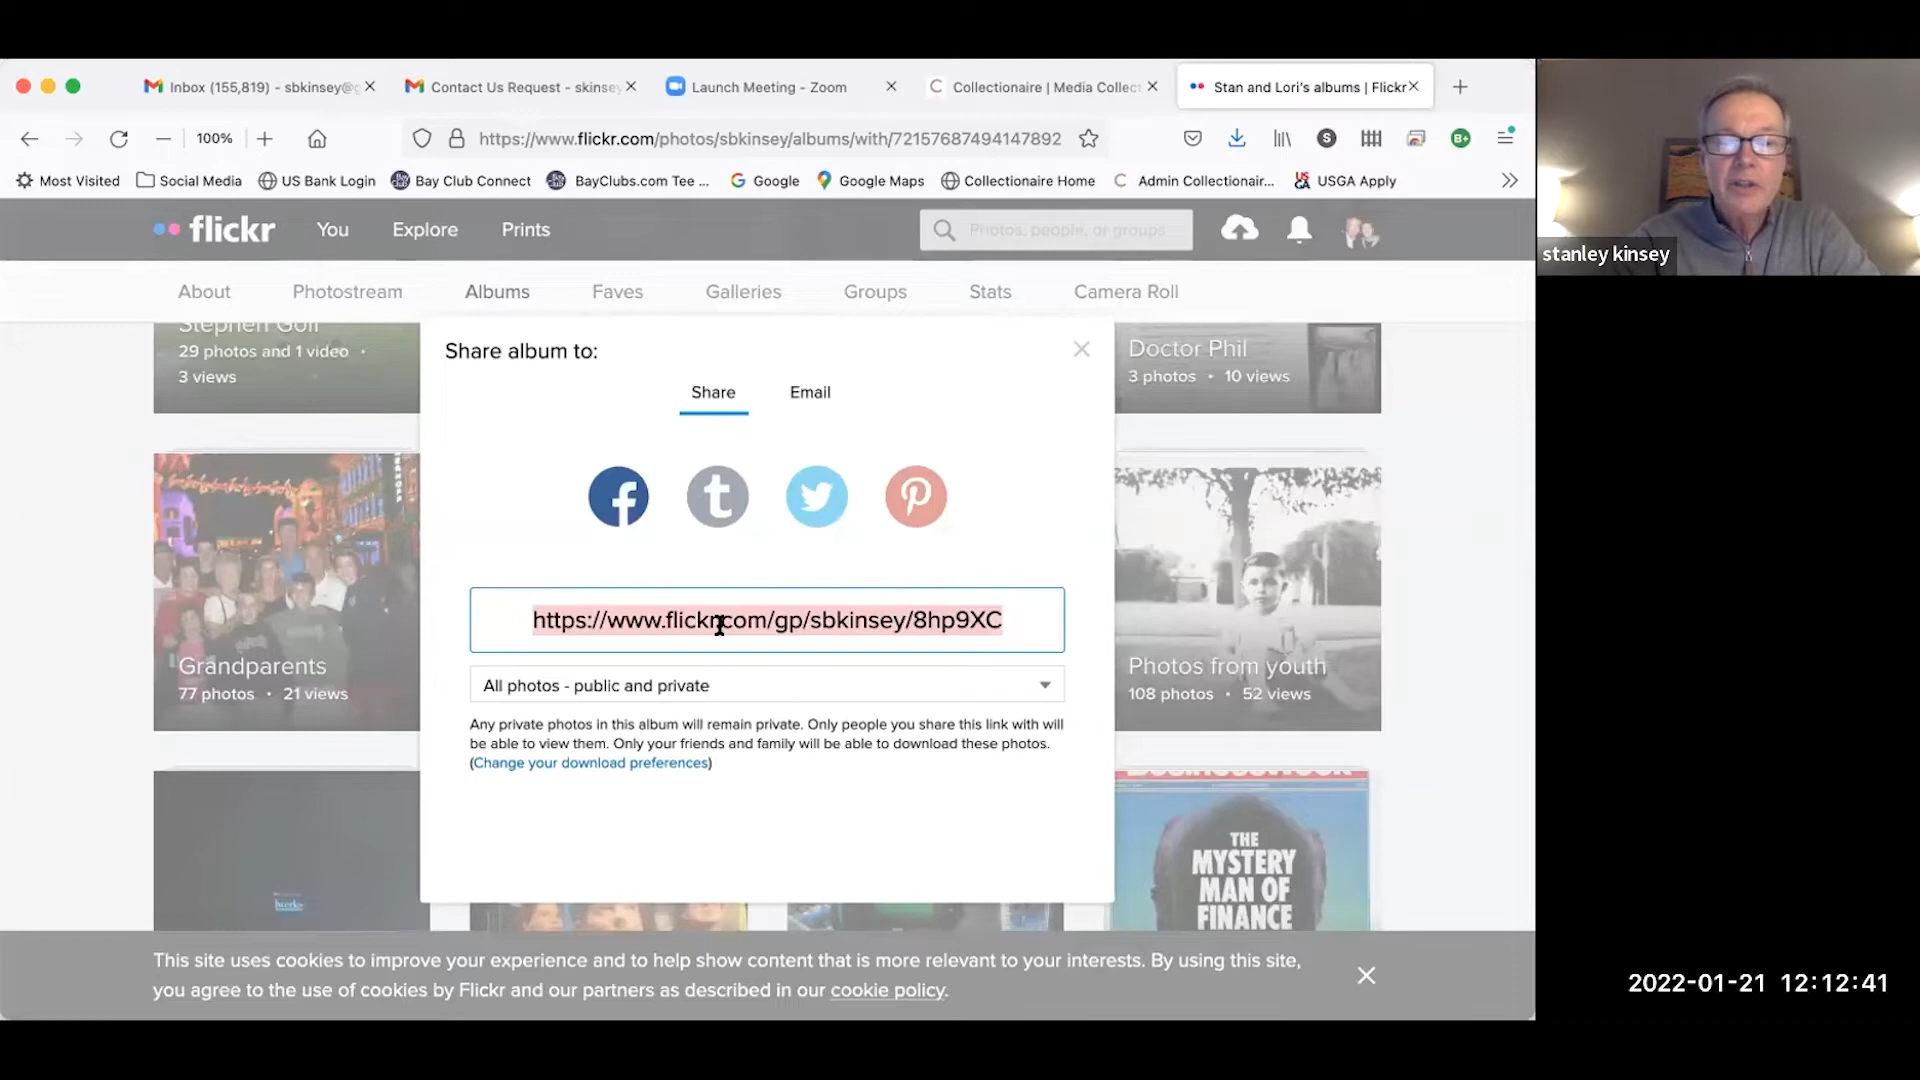 Inbox (155,819) - sbkinsey@g
Contact Us Request - skinsey
Launch Meeting - Zoom
Collectionaire | Media Collect
Stan and Lori's albums | Flickr
100%
https://www.flickr.com/photos/sbkinsey/albums/with/72157687494147892
Most Visited
Social Media
US Bank Login
Bay Club Connect
BayClubs.com Tee ...
Google
Google Maps
Collectionaire Home
Admin Collectionair...
USGA Apply
flickr
You
Explore
Prints
Photos, people, or groups
stanley kinsey
About
Photostream
Albums
Faves
Galleries
Groups
Stats
Camera Roll
Stephen Golf
29 photos and 1 video •
3 views
Share album to:
Doctor Phil
3 photos • 10 views
Share
Email
https://www.flickr.com/gp/sbkinsey/8hp9XC
Grandparents
77 photos • 21 views
Photos from youth
108 photos • 52 views
All photos - public and private
Any private photos in this album will remain private. Only people you share this link with will
be able to view them. Only your friends and family will be able to download these photos.
(Change your download preferences)
THE
MYSTERY
MAN OF
FINANCE
This site uses cookies to improve your experience and to help show content that is more relevant to your interests. By using this site,
you agree to the use of cookies by Flickr and our partners as described in our cookie policy.
2022-01-21 12:12:41